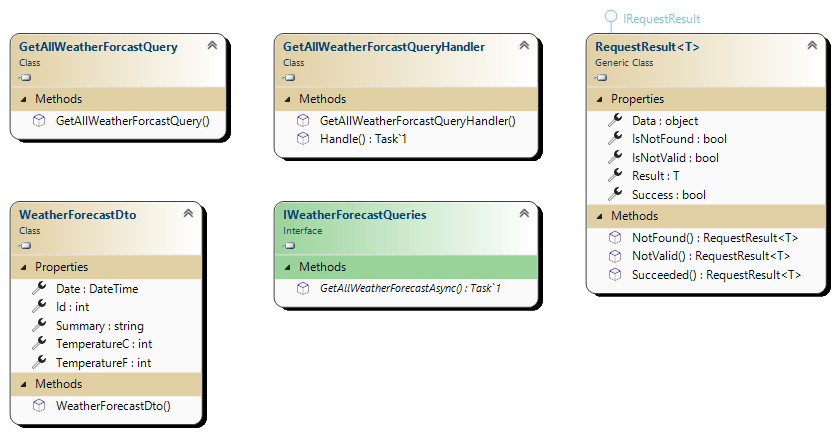 IRequestResult
GetAllWeatherForcastQuery
Class
Methods
GetAllWeatherForcastQuery()
GetAllWeatherForcastQueryHandler
Class
Methods
GetAllWeatherForcastQueryHandler()
Handle() : Task`1
RequestResult<T>
Generic Class
Properties
Data : object
IsNotFound : bool
IsNotValid : bool
Result : T
Success : bool
Methods
NotFound() : RequestResult<T>
NotValid() : RequestResult<T>
Succeeded() : RequestResult<T>
WeatherForecastDto
Class
Properties
Date : DateTime
Id : int
Summary : string
TemperatureC : int
TemperatureF : int
Methods
WeatherForecastDto()
IWeatherForecastQueries
Interface
Methods
GetAllWeatherForecastAsync() : Task`1